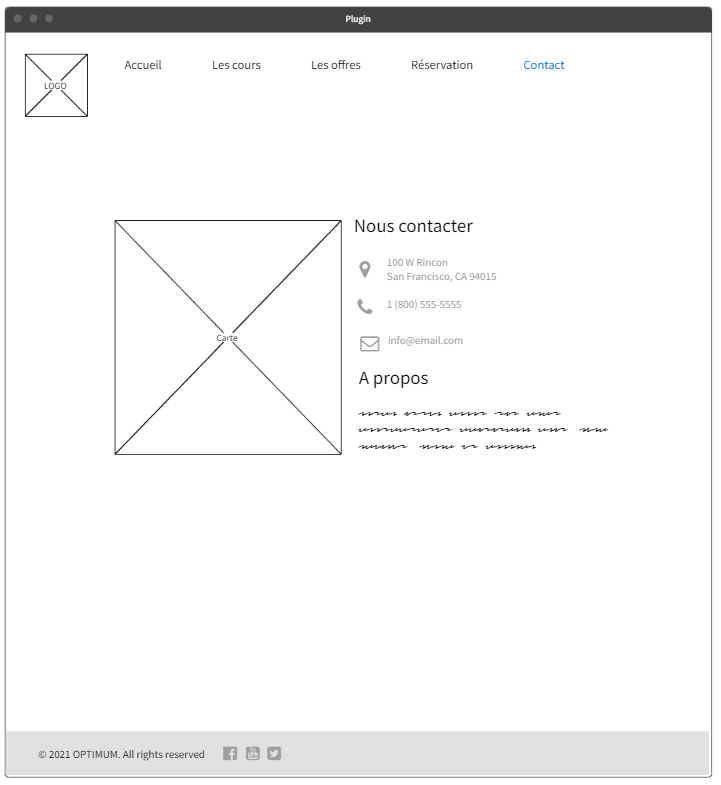 Plugin
LOGO
Accueil
Les cours
Les offres
Réservation
Contact
Carte
Nous contacter
100 W Rincon
San Francisco, CA 94015
1 (800) 555-5555
info@email.com
A propos
© 2021 OPTIMUM. All rights reserved